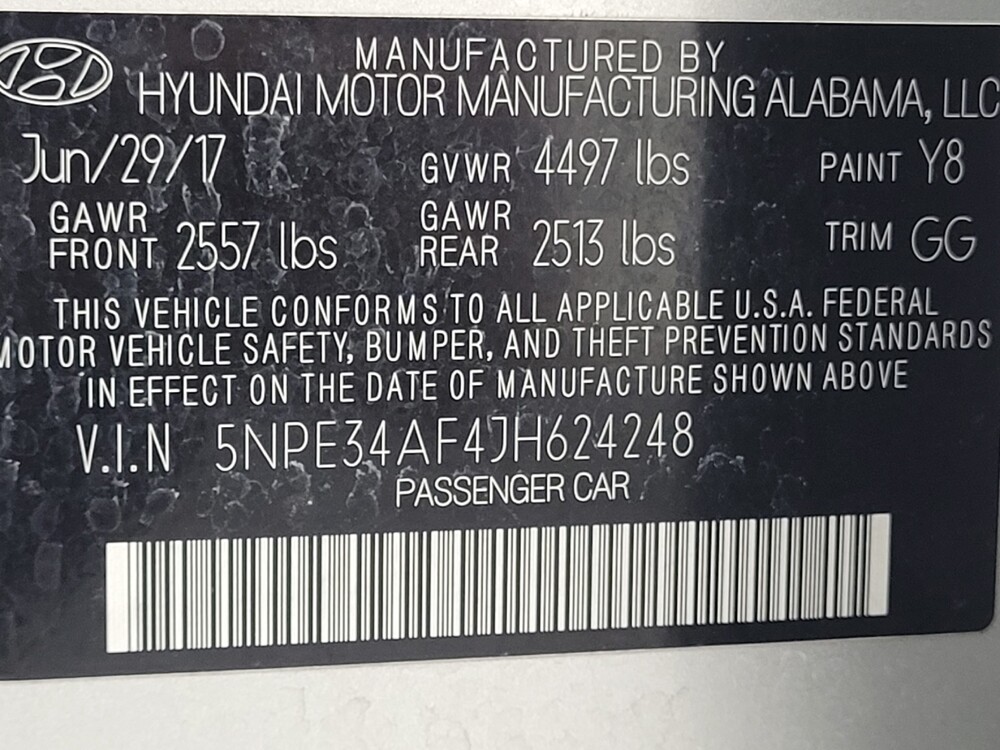 MANUFACTURED BY
HYUNDAI MOTOR MANUFACTURING ALABAMA, LLC
Jun/29/17 GVWR 4497 lbs PAINT Y8
GAWR FRONT 2557 lbs GAWR REAR 2513 lbs TRIM GG
THIS VEHICLE CONFORMS TO ALL APPLICABLE U.S.A. FEDERAL
MOTOR VEHICLE SAFETY, BUMPER, AND THEFT PREVENTION STANDARDS
IN EFFECT ON THE DATE OF MANUFACTURE SHOWN ABOVE
V.I.N 5NPE34AF4JH624248
PASSENGER CAR